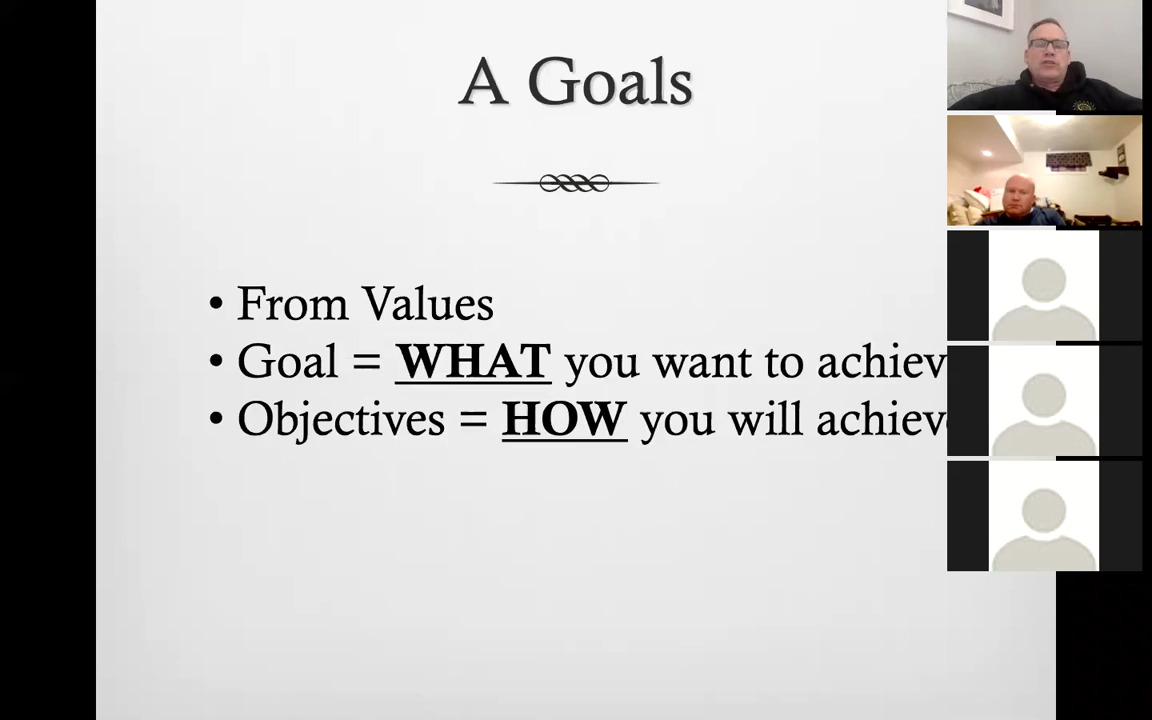 A Goals
• From Values
• Goal = WHAT you want to achiev
• Objectives = HOW you will achiev